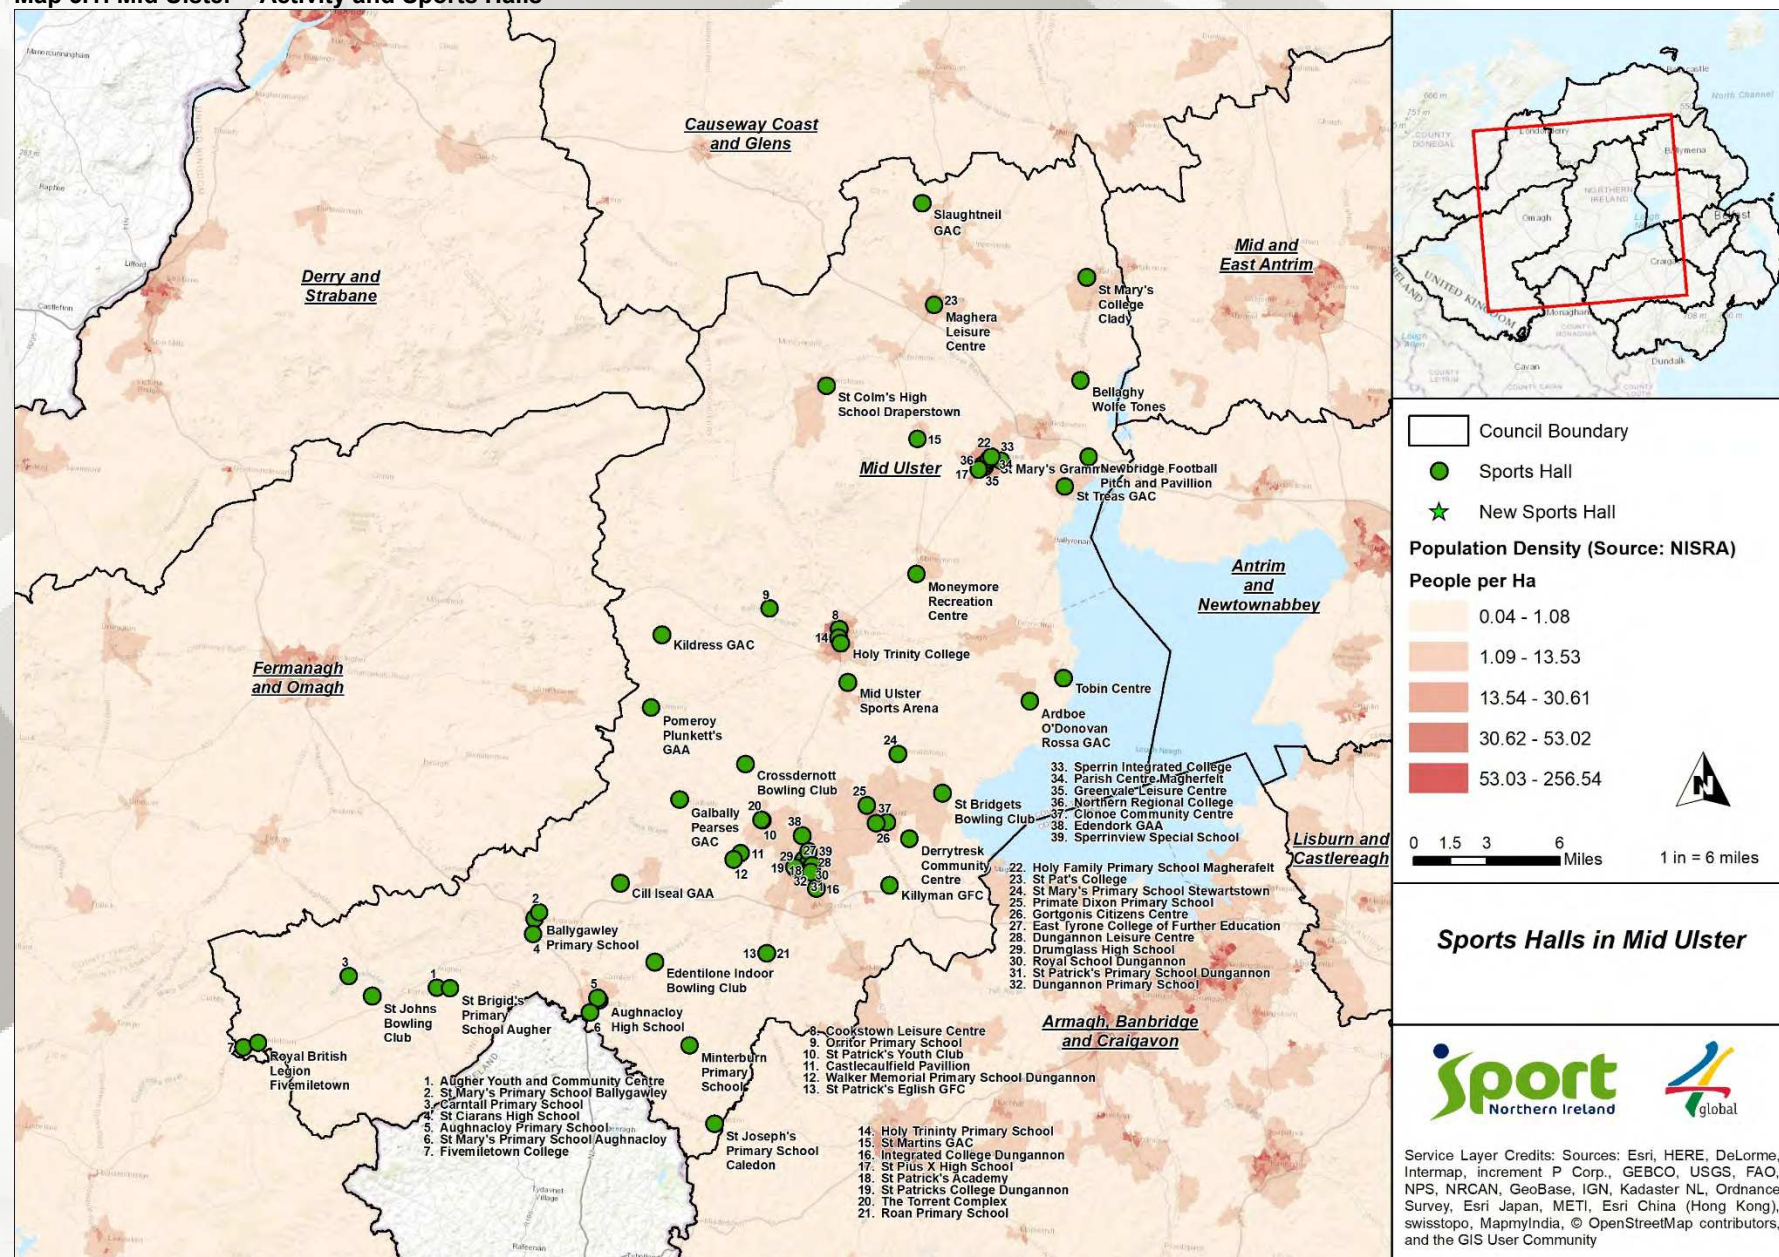 Map 6.1: Mid Ulster – Activity and Sports Halls
Causeway Coast
and Glens
Derry and
Strabane
Mid and
East Antrim
Slaughtneil
GAC
St Mary's
College
Clady
23
Maghera
Leisure
Centre
St Colm's High
School Draperstown
Bellaghy
Wolfe Tones
15
Mid Ulster
22
33
36
34
17
35
St Mary's Gramm
Newbridge Football
Pitch and Pavillion
St Treas GAC
Antrim
and
Newtownabbey
Moneymore
Recreation
Centre
9
8
14
Kildress GAC
Holy Trinity College
Fermanagh
and Omagh
Mid Ulster
Sports Arena
Tobin Centre
Ardboe
O'Donovan
Rossa GAC
Pomeroy
Plunkett's
GAA
24
Crossdernott
Bowling Club
25
37
26
St Bridgets
Bowling Club
Galbally
Pearses
GAC
20
10
38
Derrytresk
Community
Centre
11
12
29
27
39
19
18
28
30
32
31
16
Killyman GFC
Cill Iseal GAA
2
Ballygawley
Primary School
4
13
21
Edentilone Indoor
Bowling Club
3
1
St Johns
Bowling
Club
St Brigid's
Primary
School Augher
5
Aughnacloy
High School
6
7
Royal British
Legion
Fivemiletown
Minterburn
Primary
School
St Joseph's
Primary School
Caledon
Lisburn and
Castlereagh
Armagh, Banbridge
and Craigavon
33. Sperrin Integrated College
34. Parish Centre Magherfelt
35. Greenvale Leisure Centre
36. Northern Regional College
37. Clonoe Community Centre
38. Edendork GAA
39. Sperrinview Special School
22. Holy Family Primary School Magherafelt
23. St Pat's College
24. St Mary's Primary School Stewartstown
25. Primate Dixon Primary School
26. Gortgonis Citizens Centre
27. East Tyrone College of Further Education
28. Dungannon Leisure Centre
29. Drumglass High School
30. Royal School Dungannon
31. St Patrick's Primary School Dungannon
32. Dungannon Primary School
8. Cookstown Leisure Centre
9. Orritor Primary School
10. St Patrick's Youth Club
11. Castlecaulfield Pavillion
12. Walker Memorial Primary School Dungannon
13. St Patrick's Eglish GFC
1. Augher Youth and Community Centre
2. St Mary's Primary School Ballygawley
3. Carntall Primary School
4. St Ciarans High School
5. Aughnacloy Primary School
6. St Mary's Primary School Aughnacloy
7. Fivemiletown College
14. Holy Trininty Primary School
15. St Martins GAC
16. Integrated College Dungannon
17. St Pius X High School
18. St Patrick's Academy
19. St Patricks College Dungannon
20. The Torrent Complex
21. Roan Primary School
Council Boundary
Sports Hall
New Sports Hall
Population Density (Source: NISRA)
People per Ha
0.04 - 1.08
1.09 - 13.53
13.54 - 30.61
30.62 - 53.02
53.03 - 256.54
N
0 1.5 3 6
Miles
1 in = 6 miles
Sports Halls in Mid Ulster
Sport
Northern Ireland
4 global
Service Layer Credits: Sources: Esri, HERE, DeLorme,
Intermap, increment P Corp., GEBCO, USGS, FAO,
NPS, NRCAN, GeoBase, IGN, Kadaster NL, Ordnance
Survey, Esri Japan, METI, Esri China (Hong Kong),
swisstopo, MapmyIndia, © OpenStreetMap contributors,
and the GIS User Community